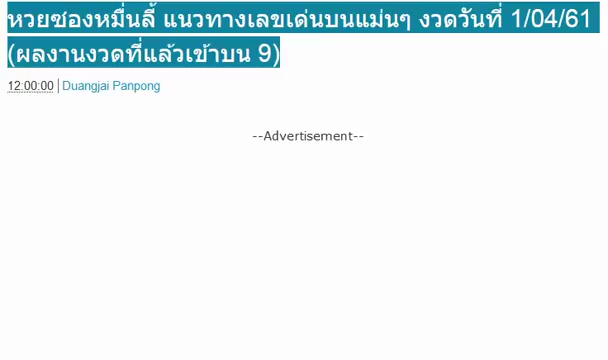 หวยซองหมื่นลี้ แนวทางเลขเด่นบนแม่นๆ งวดวันที่ 1/04/61
(ผลงานงวดที่แล้วเข้าบน 9)
12:00:00 | Duangjai Panpong
--Advertisement--